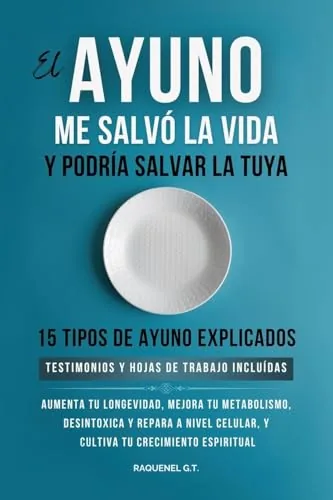 El AYUNO
ME SALVÓ LA VIDA
Y PODRÍA SALVAR LA TUYA
15 TIPOS DE AYUNO EXPLICADOS
TESTIMONIOS Y HOJAS DE TRABAJO INCLUÍDAS
AUMENTA TU LONGEVIDAD, MEJORA TU METABOLISMO,
DESINTOXICA Y REPARA A NIVEL CELULAR, Y
CULTIVA TU CRECIMIENTO ESPIRITUAL
RAQUENEL G.T.